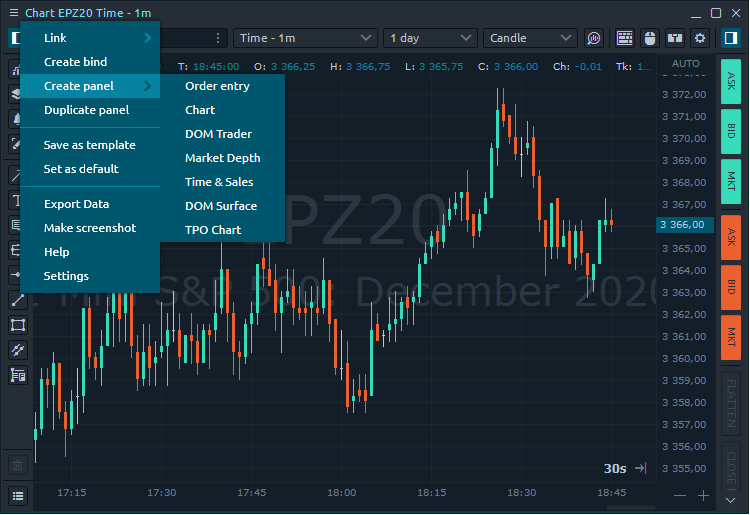 Chart EPZ20 Time - 1m
Time - 1m
1 day
Candle
T: 18:45:00 O: 3 366,25 H: 3 366,75 L: 3 365,75 C: 3 366,00 Ch: -0,01 Tk: 1...
AUTO
Link
Create bind
Create panel
Duplicate panel
Save as template
Set as default
Export Data
Make screenshot
Help
Settings
Order entry
Chart
DOM Trader
Market Depth
Time & Sales
DOM Surface
TPO Chart
EPZ20
S&P 500: December 2020
3 372,00
3 371,00
3 370,00
3 369,00
3 368,00
3 367,00
3 366,00
3 365,00
3 364,00
3 363,00
3 362,00
3 361,00
3 360,00
3 359,00
3 358,00
3 357,00
3 356,00
3 355,00
ASK
BID
MKT
ASK
BID
MKT
FLATTEN
30s
17:15
17:30
17:45
18:00
18:15
18:30
18:45